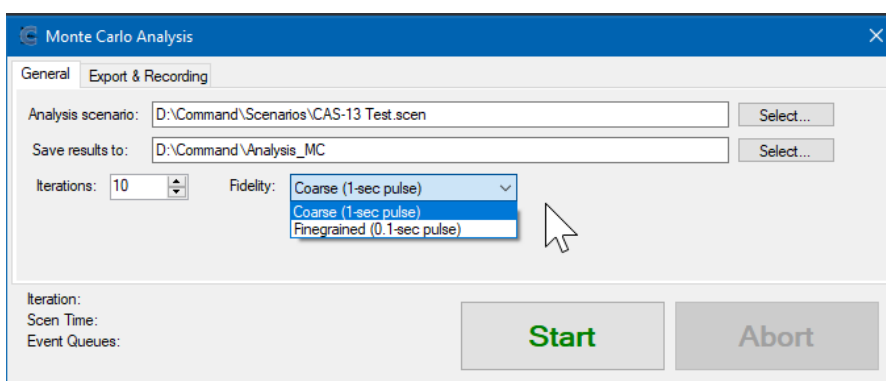 Monte Carlo Analysis
General Export & Recording
Analysis scenario: D:\Command\Scenarios\CAS-13 Test.scen Select...
Save results to: D:\Command\Analysis_MC Select...
Iterations: 10 Fidelity: Coarse (1-sec pulse)
Coarse (1-sec pulse)
Finegrained (0.1-sec pulse)
Iteration:
Scen Time:
Event Queues:
Start Abort